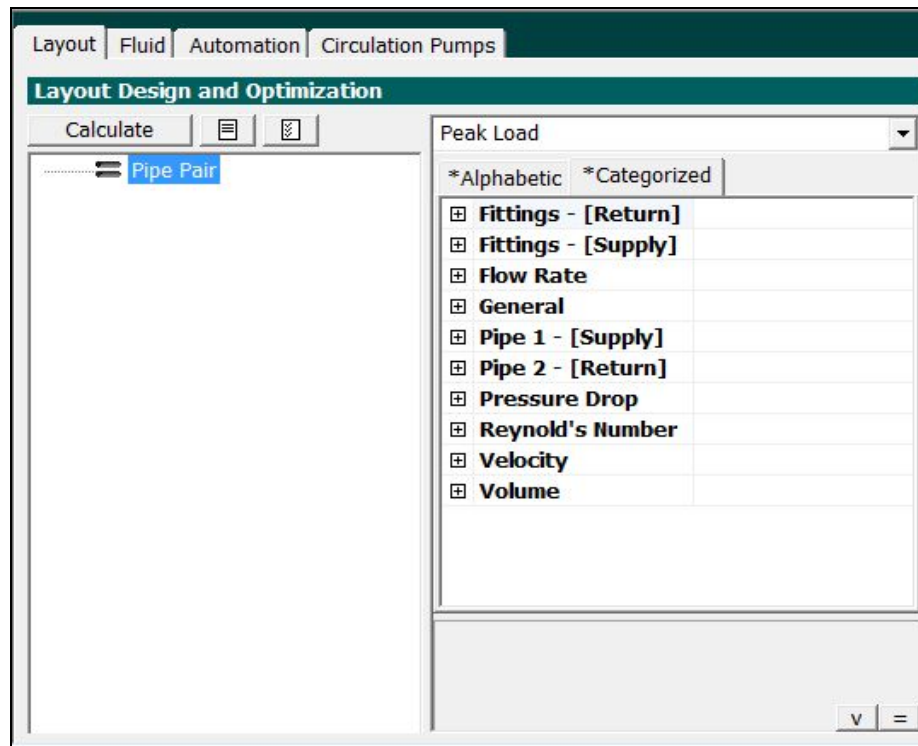 Layout Fluid Automation Circulation Pumps
Layout Design and Optimization
Calculate
Peak Load
Pipe Pair
*Alphabetic *Categorized
Fittings - [Return]
Fittings - [Supply]
Flow Rate
General
Pipe 1 - [Supply]
Pipe 2 - [Return]
Pressure Drop
Reynold's Number
Velocity
Volume
v =